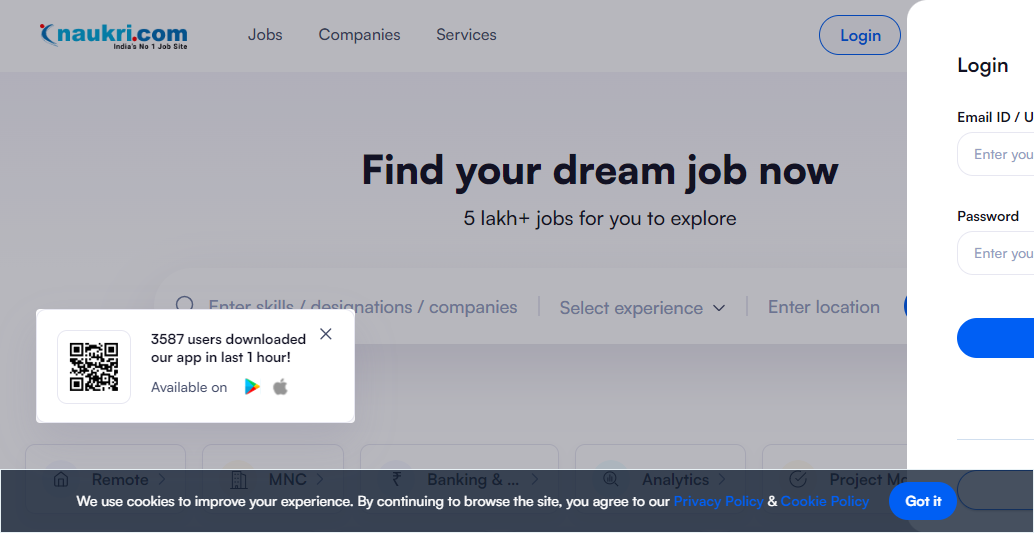 naukri.com
India's No 1 Job Site
Jobs
Companies
Services
Login
Find your dream job now
5 lakh+ jobs for you to explore
Enter skills / designations / companies
Select experience
Enter location
3587 users downloaded
our app in last 1 hour!
Available on
Remote
MNC
₹ Banking & ...
Analytics
Project M
We use cookies to improve your experience. By continuing to browse the site, you agree to our Privacy Policy & Cookie Policy
Got it
Login
Email ID / U
Enter you
Password
Enter you